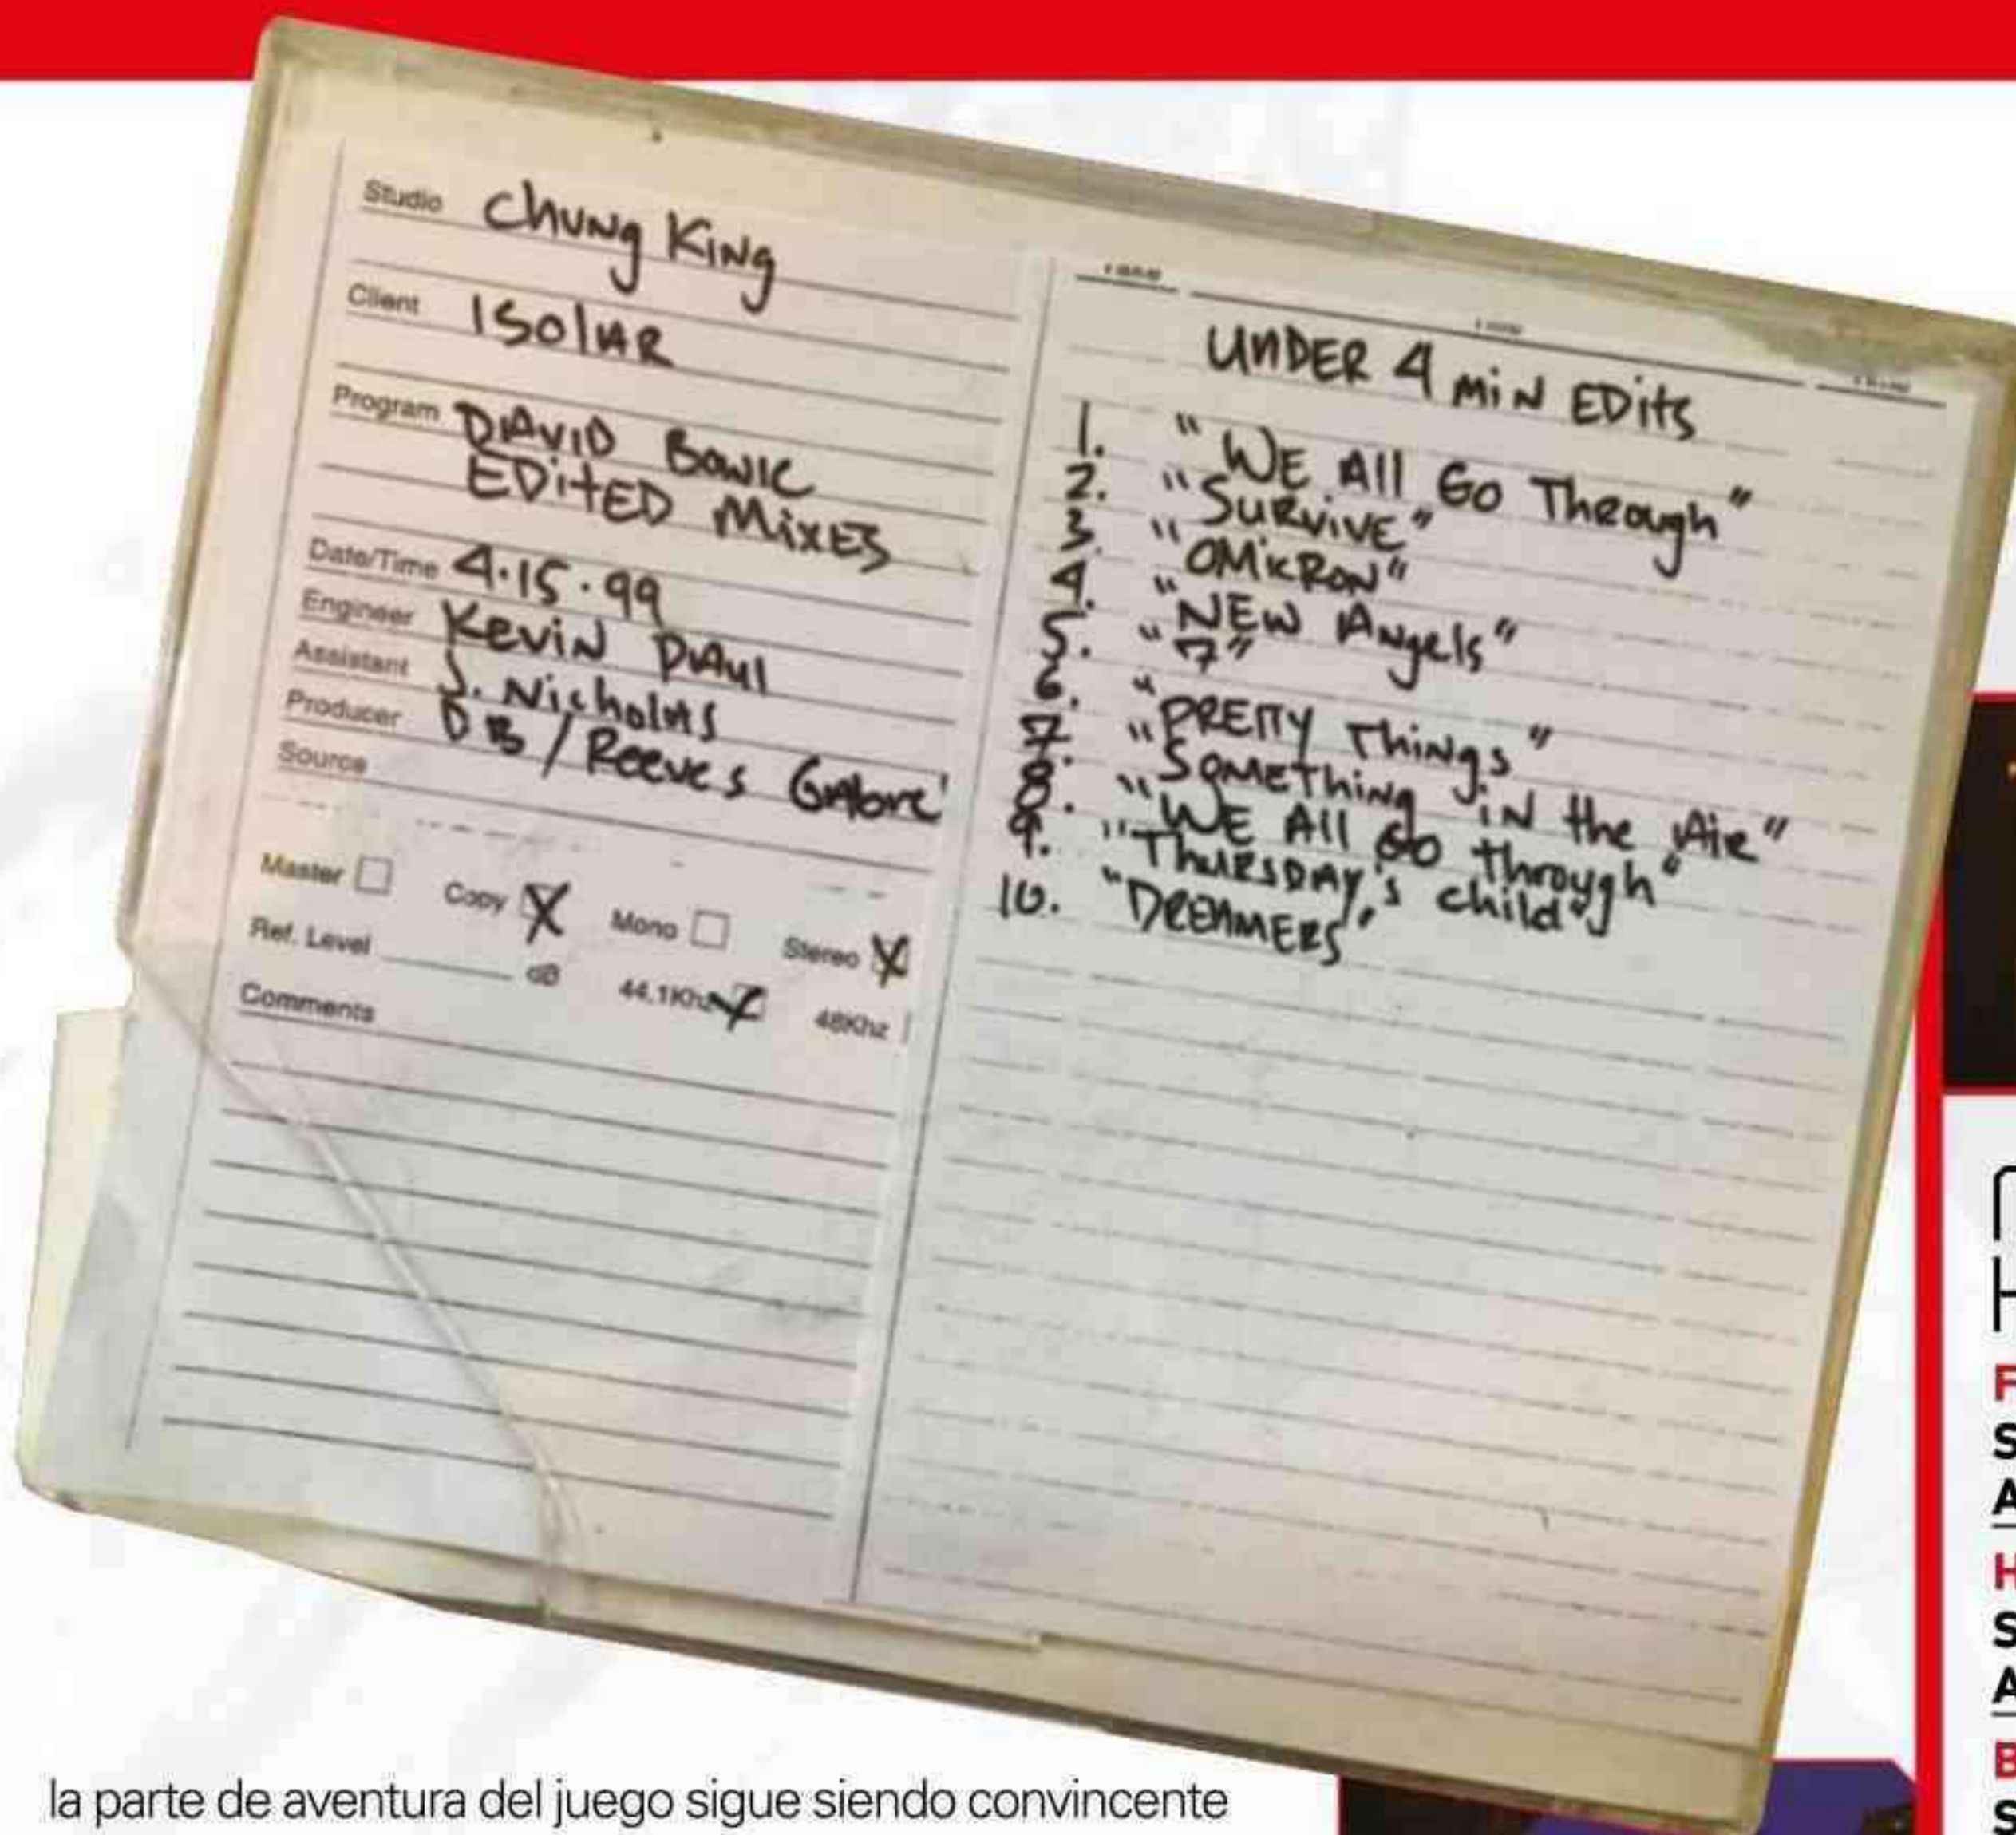 Studio Chung King
Client ISolAR
Program DAVID BOWIE
EDitED MixES
Date/Time 4.15.99
Engineer KeviN PAul
Assistant S. Nicholas
Producer DB / Reeves GAbore'
Source
Master Copy X Mono Stereo X
Ref. Level dB 44.1Khz X 48Khz
Comments
UNDER 4 MiN EDits
1. "WE All Go Through"
2. "SURViVE"
3. "OMiKRON"
4. "NEW Angels"
5. "7"
6. "PRETTY Things"
7. "SOMEThing iN the Air"
8. "WE All Go through"
9. "ThURSDAY's child"
10. "DREAMERS"
la parte de aventura del juego sigue siendo convincente
H
F
S
A
H
S
A
B
S